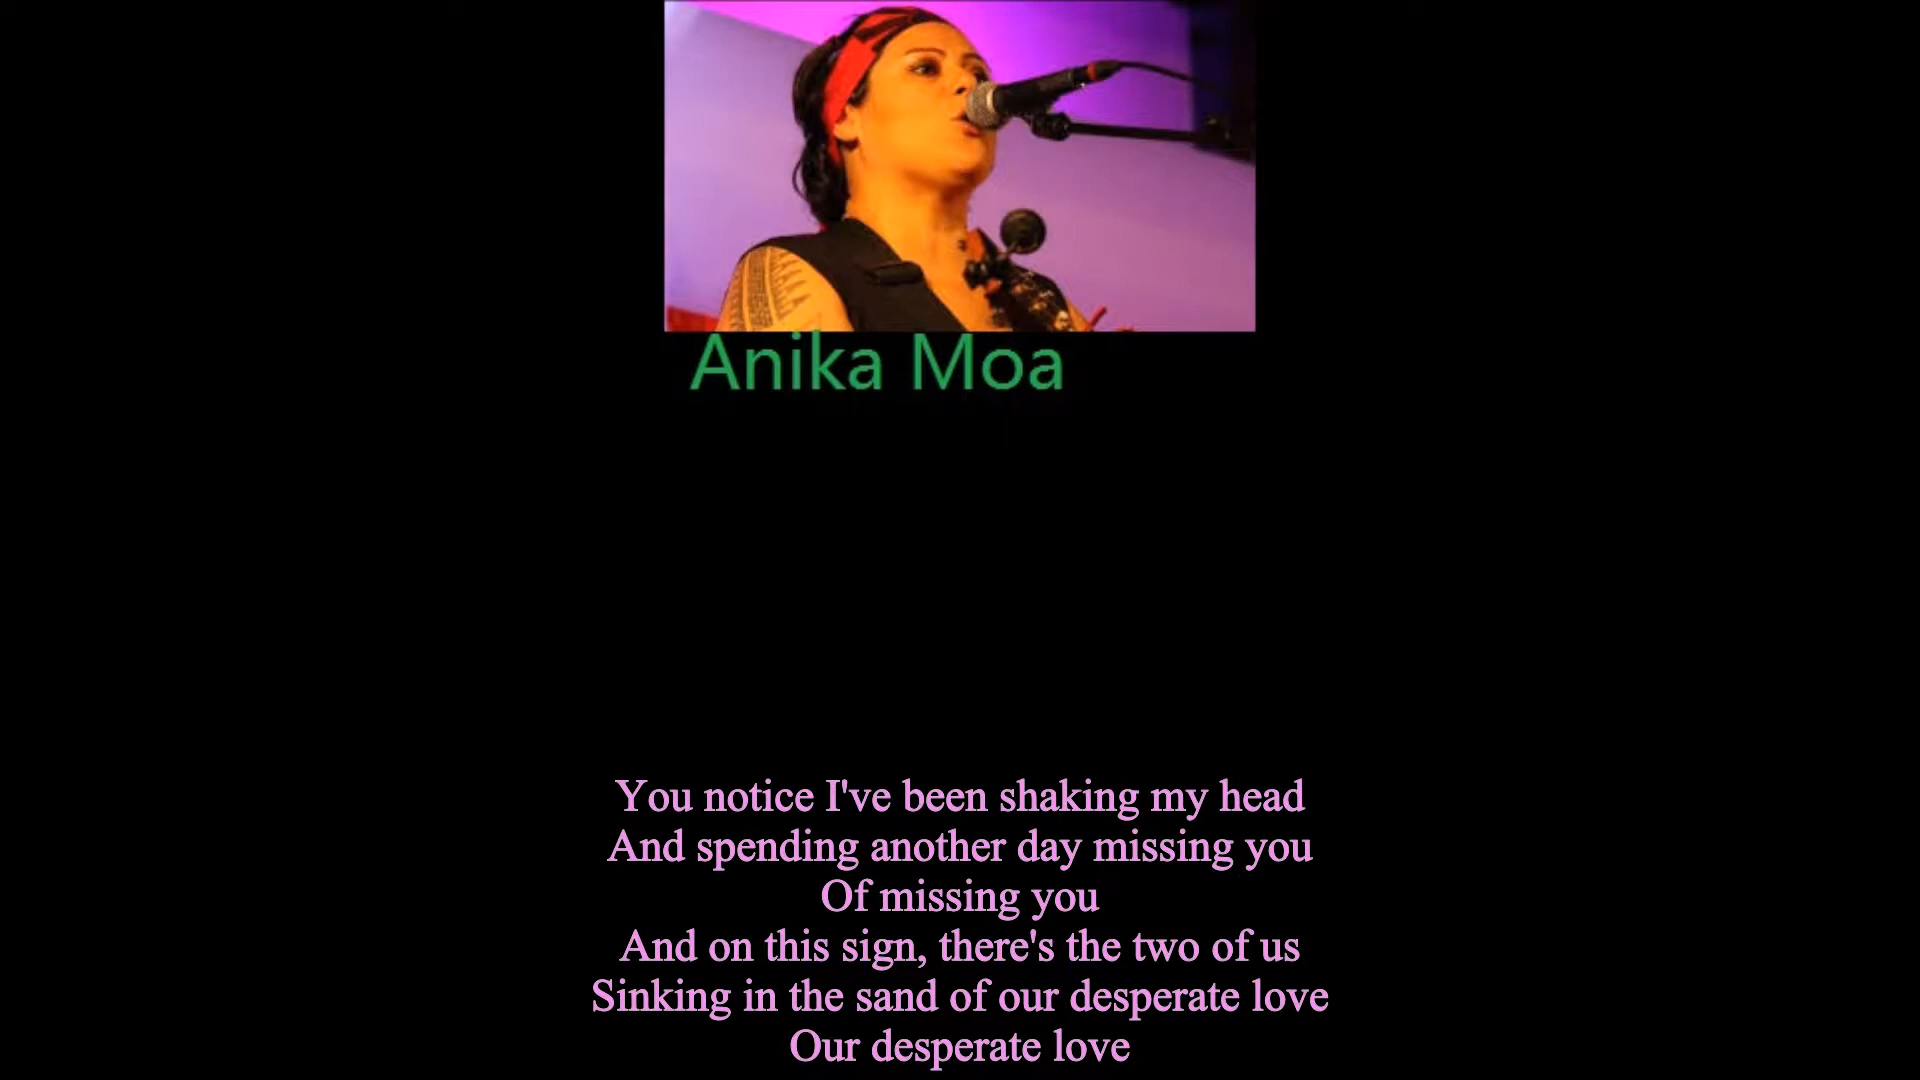 Anika Moa
You notice I've been shaking my head
And spending another day missing you
Of missing you
And on this sign, there's the two of us
Sinking in the sand of our desperate love
Our desperate love